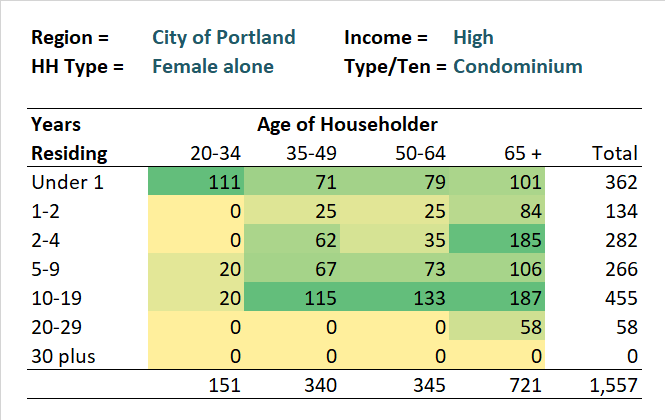 Region = City of Portland Income = High
HH Type = Female alone Type/Ten = Condominium
Years Age of Householder
Residing 20-34 35-49 50-64 65 + Total
Under 1 111 71 79 101 362
1-2 0 25 25 84 134
2-4 0 62 35 185 282
5-9 20 67 73 106 266
10-19 20 115 133 187 455
20-29 0 0 0 58 58
30 plus 0 0 0 0 0
151 340 345 721 1,557